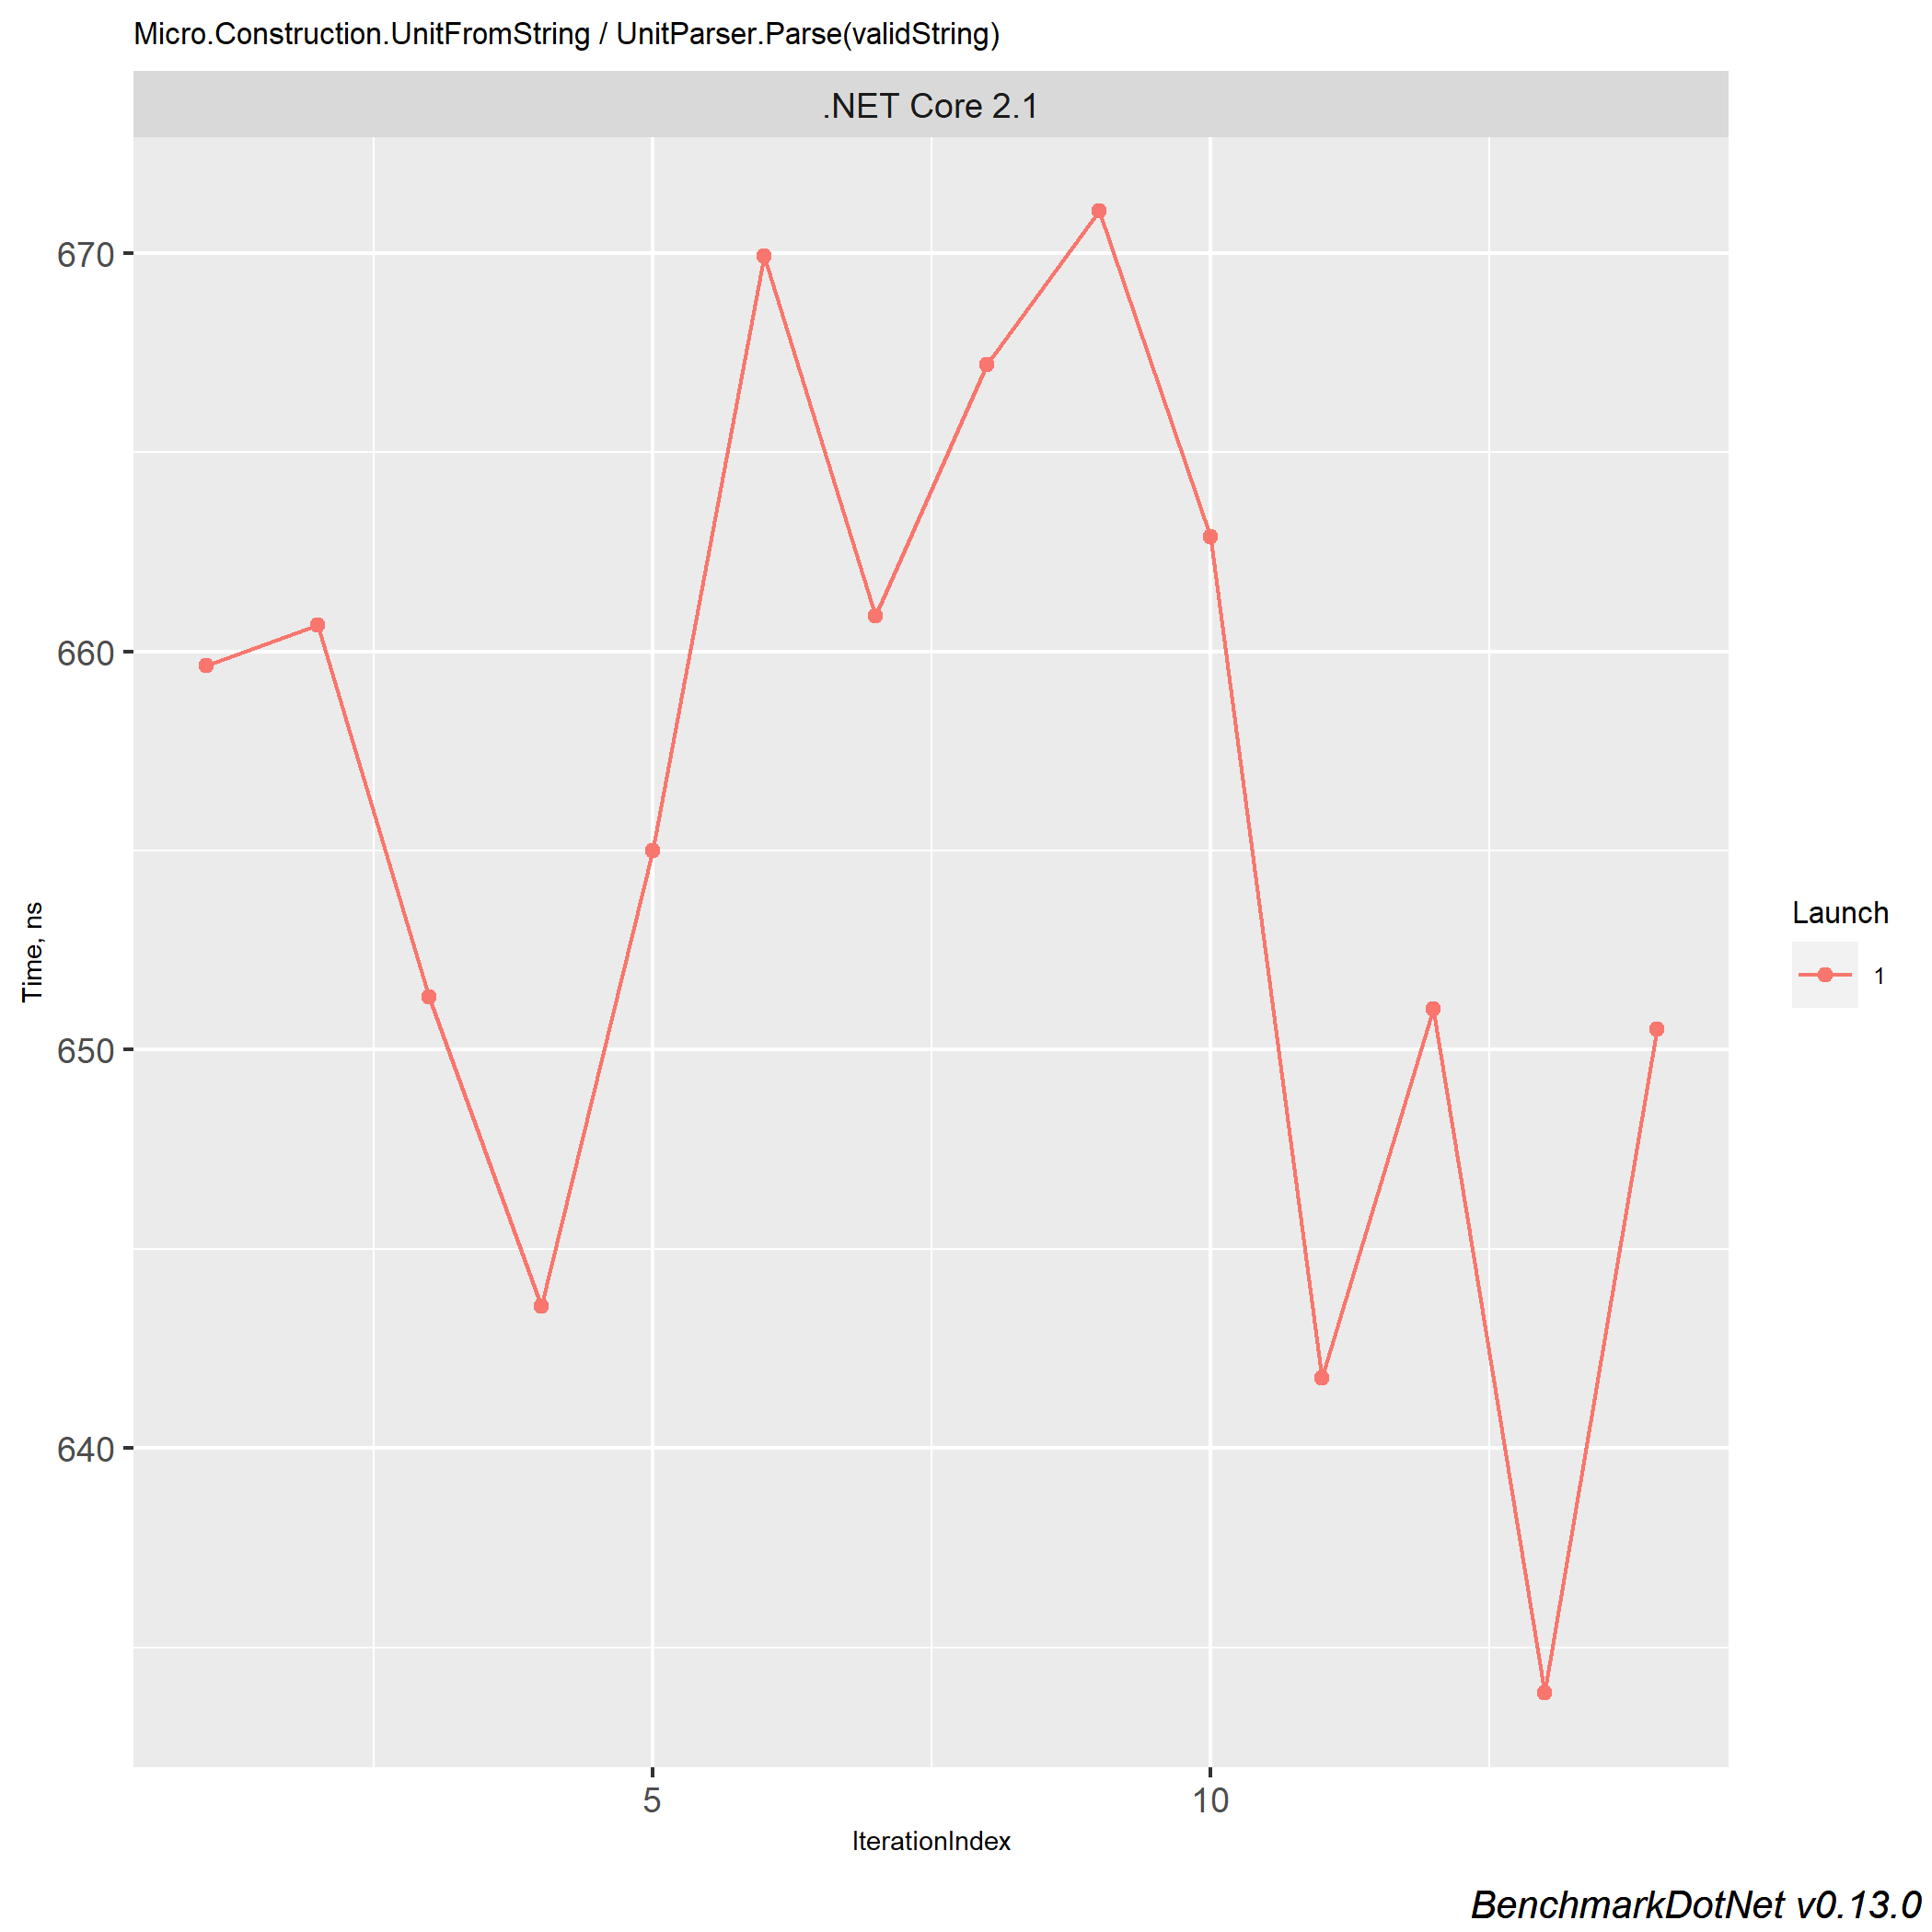 Micro.Construction.UnitFromString / UnitParser.Parse(validString)
.NET Core 2.1
670
660
650
640
Time, ns
5
10
IterationIndex
Launch
1
BenchmarkDotNet v0.13.0